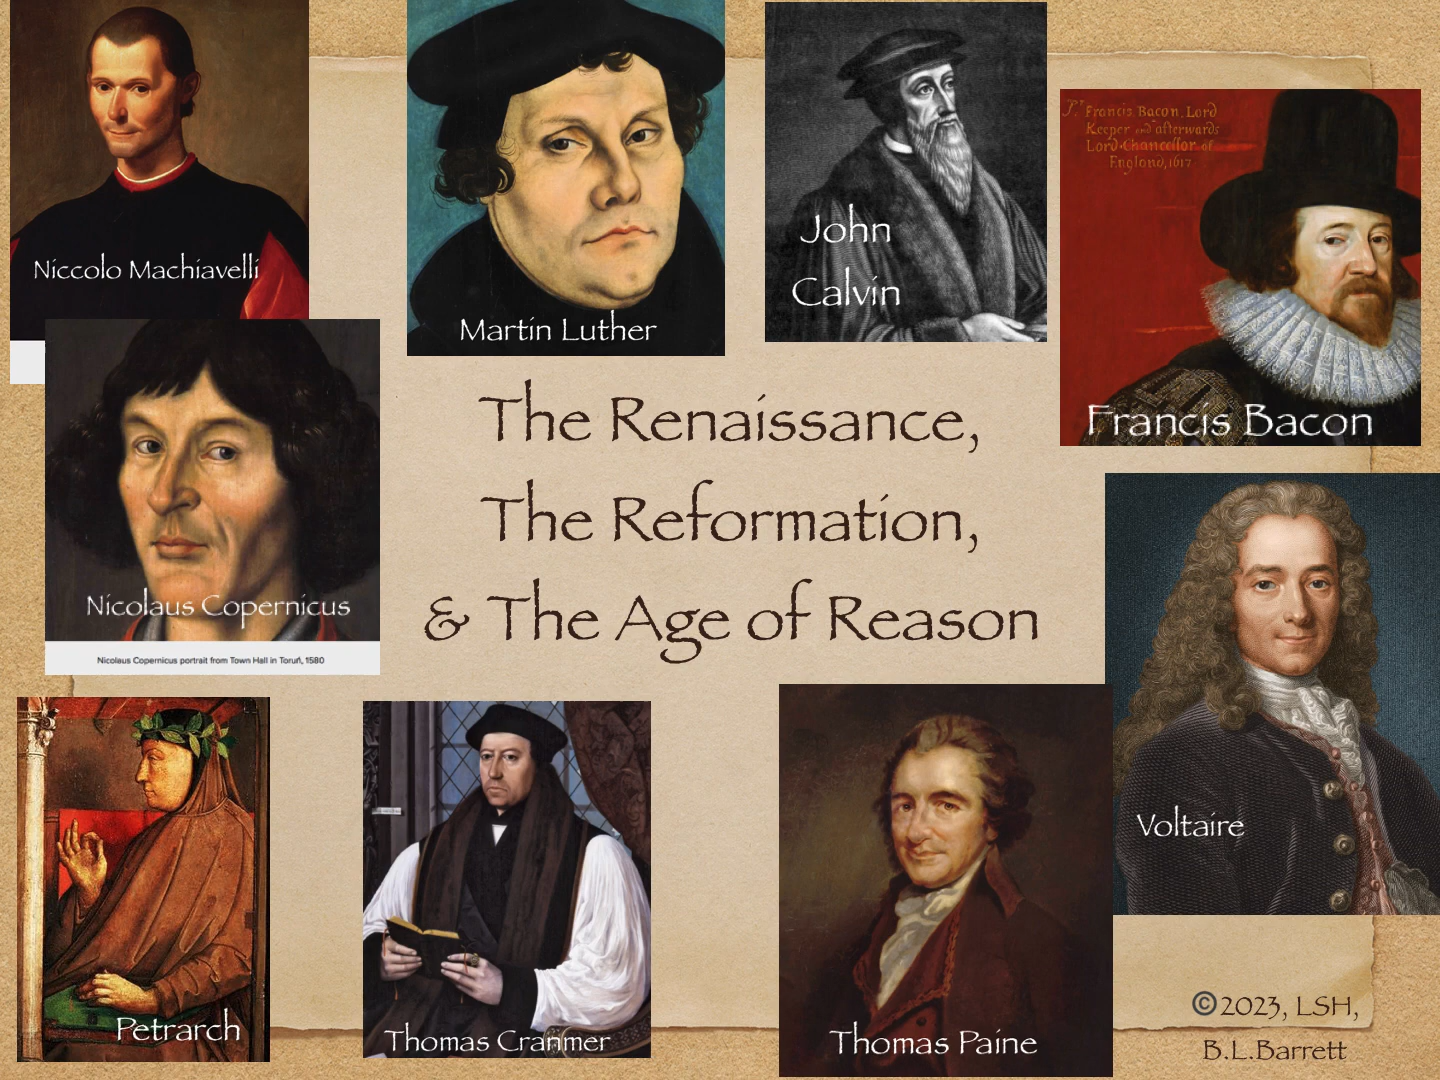 Niccolo Machiavelli
Martin Luther
John
Calvin
Sr Francis Bacon. Lord
Keeper and afterwards
Lord Chancellor of
England, 1617
Francis Bacon
Nicolaus Copernicus
Nicolaus Copernicus portrait from Town Hall in Toruń, 1580
The Renaissance,
The Reformation,
& The Age of Reason
Voltaire
Petrarch
Thomas Cranmer
Thomas Paine
©2023, LSH,
B.L.Barrett